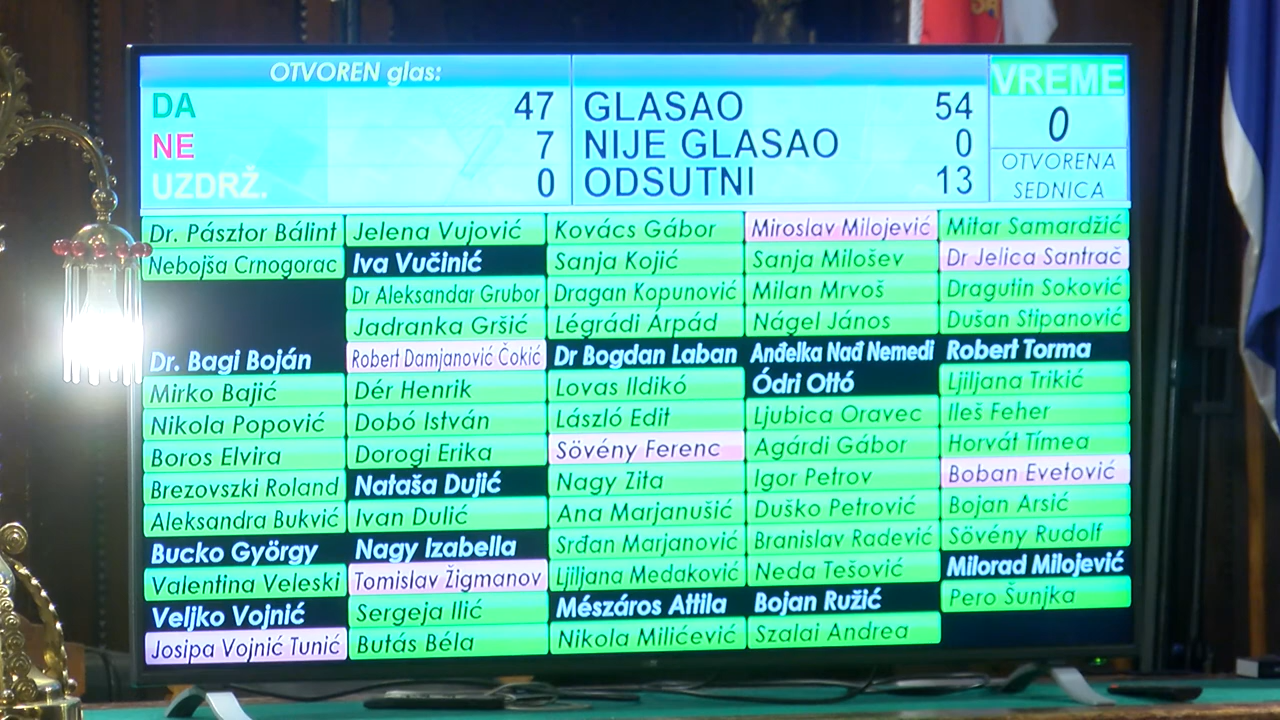 OTVOREN glas:
DA 47
NE 7
UZDRŽ. 0
GLASAO 54
NIJE GLASAO 0
ODSUTNI 13
VREME
0
OTVORENA
SEDNICA
Dr. Pásztor Bálint
Nebojša Crnogorac
Dr. Bagi Boján
Mirko Bajić
Nikola Popović
Boros Elvira
Brezovszki Roland
Aleksandra Bukvić
Bucko György
Valentina Veleski
Veljko Vojnić
Josipa Vojnić Tunić
Jelena Vujović
Iva Vučinić
Dr Aleksandar Grubor
Jadranka Gršić
Robert Damjanović Čokić
Dér Henrik
Dobó István
Dorogi Erika
Nataša Dujić
Ivan Dulić
Nagy Izabella
Tomislav Žigmanov
Sergeja Ilić
Butás Béla
Kovács Gábor
Sanja Kojić
Dragan Kopunović
Légrádi Árpád
Dr Bogdan Laban
Lovas Ildikó
László Edit
Sövény Ferenc
Nagy Zita
Ana Marjanušić
Srđan Marjanović
Ljiljana Medaković
Mészáros Attila
Nikola Milićević
Miroslav Milojević
Sanja Milošev
Milan Mrvoš
Nágel János
Anđelka Nađ Nemedi
Ódri Ottó
Ljubica Oravec
Agárdi Gábor
Igor Petrov
Duško Petrović
Branislav Radević
Neda Tešović
Bojan Ružić
Szalai Andrea
Mitar Samardžić
Dr Jelica Santrač
Dragutin Soković
Dušan Stipanović
Robert Torma
Ljiljana Trikić
Ileš Feher
Horvát Tímea
Boban Evetović
Bojan Arsić
Sövény Rudolf
Milorad Milojević
Pero Šunjka